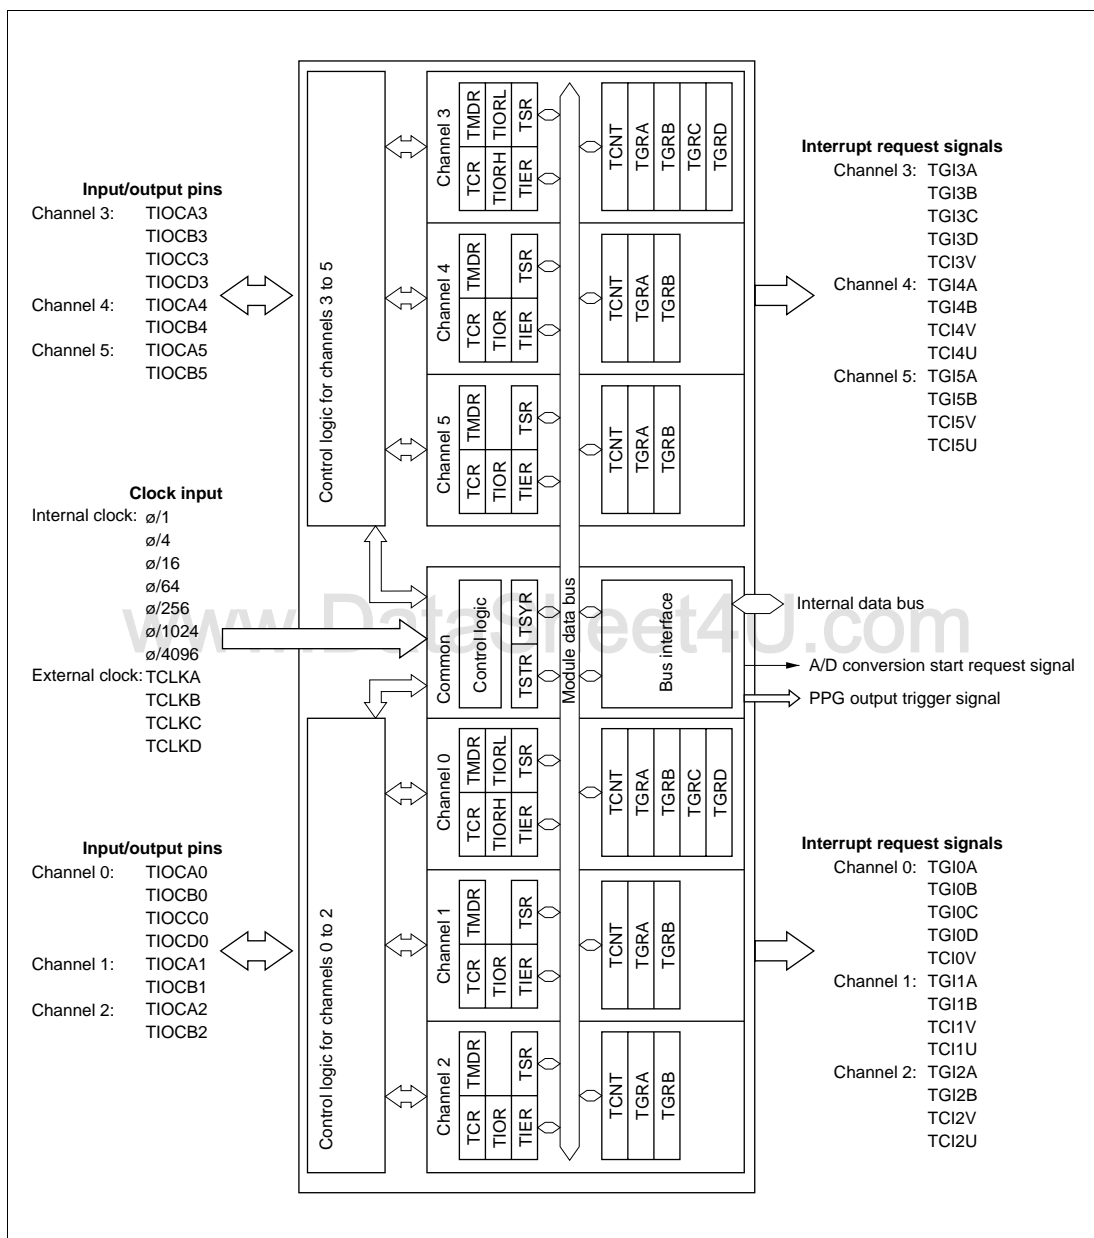 Input/output pins
Channel 3: TIOCA3
TIOCB3
TIOCC3
TIOCD3
Channel 4: TIOCA4
TIOCB4
Channel 5: TIOCA5
TIOCB5
Clock input
Internal clock: ø/1
ø/4
ø/16
ø/64
ø/256
ø/1024
ø/4096
External clock: TCLKA
TCLKB
TCLKC
TCLKD
Input/output pins
Channel 0: TIOCA0
TIOCB0
TIOCC0
TIOCD0
Channel 1: TIOCA1
TIOCB1
Channel 2: TIOCA2
TIOCB2
Control logic for channels 3 to 5
Control logic for channels 0 to 2
Channel 3
TCR TMDR
TIORH TIORL
TIER TSR
TCNT
TGRA
TGRB
TGRC
TGRD
Channel 4
TCR TMDR
TIOR
TIER TSR
TCNT
TGRA
TGRB
Channel 5
TCR TMDR
TIOR
TIER TSR
TCNT
TGRA
TGRB
Common
Control logic
TSTR TSYR
Module data bus
Bus interface
Channel 0
TCR TMDR
TIORH TIORL
TIER TSR
TCNT
TGRA
TGRB
TGRC
TGRD
Channel 1
TCR TMDR
TIOR
TIER TSR
TCNT
TGRA
TGRB
Channel 2
TCR TMDR
TIOR
TIER TSR
TCNT
TGRA
TGRB
Interrupt request signals
Channel 3: TGI3A
TGI3B
TGI3C
TGI3D
TCI3V
Channel 4: TGI4A
TGI4B
TCI4V
TCI4U
Channel 5: TGI5A
TGI5B
TCI5V
TCI5U
Internal data bus
A/D conversion start request signal
PPG output trigger signal
Interrupt request signals
Channel 0: TGI0A
TGI0B
TGI0C
TGI0D
TCI0V
Channel 1: TGI1A
TGI1B
TCI1V
TCI1U
Channel 2: TGI2A
TGI2B
TCI2V
TCI2U
www.DataSheet4U.com